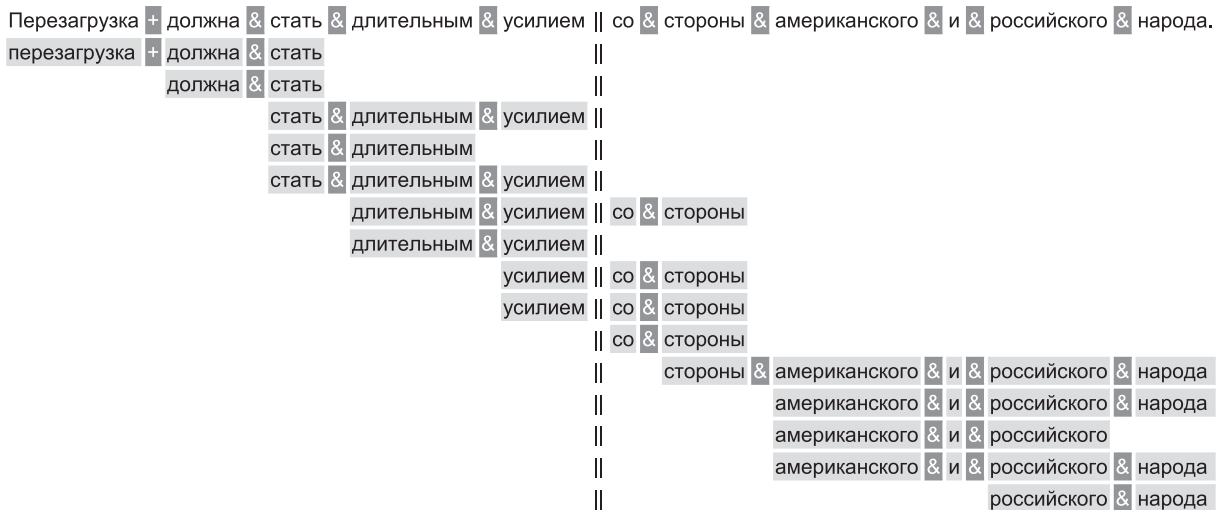 Перезагрузка + должна & стать & длительным & усилием || со & стороны & американского & и & российского & народа.
перезагрузка + должна & стать ||
должна & стать ||
стать & длительным & усилием ||
стать & длительным ||
стать & длительным & усилием ||
длительным & усилием || со & стороны
длительным & усилием ||
усилием || со & стороны
усилием || со & стороны
|| со & стороны
|| стороны & американского & и & российского & народа
|| американского & и & российского & народа
|| американского & и & российского
|| американского & и & российского & народа
|| российского & народа